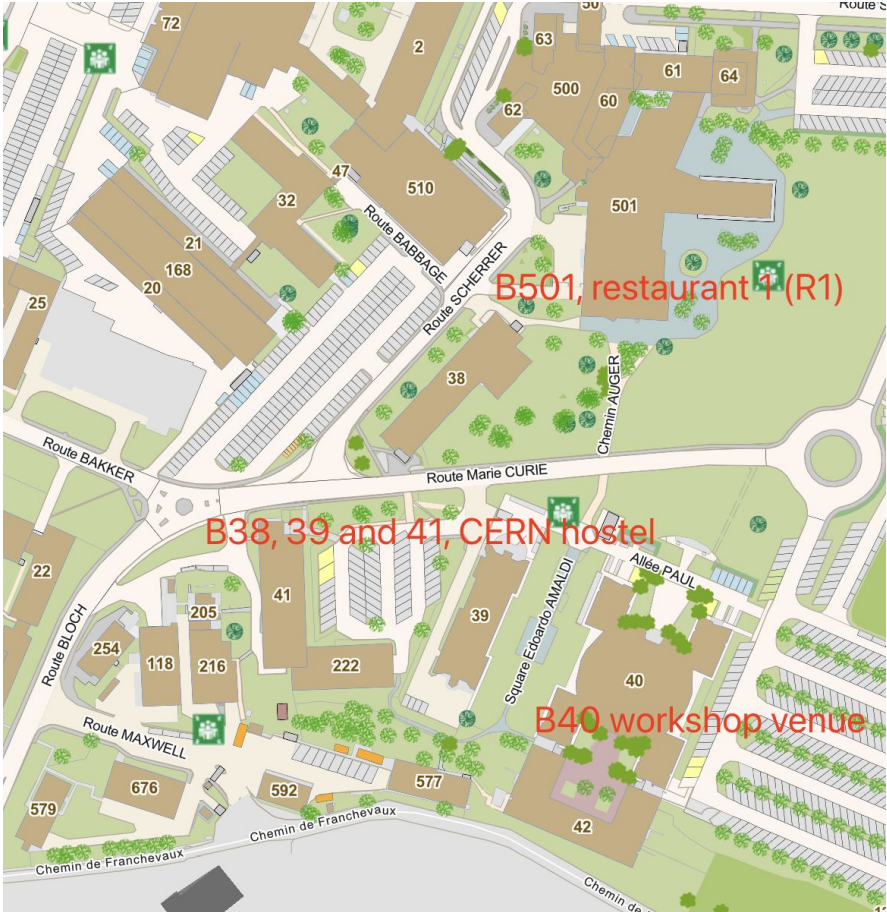 Route S
72
2
63
50
62
500
60
61
64
47
510
32
501
Route BABBAGE
21
168
20
25
Route SCHERRER
B501, restaurant 1 (R1)
38
Chemin AUGER
Route BAKKER
Route Marie CURIE
B38, 39 and 41, CERN hostel
22
41
Allée PAUL
205
39
Square Edoardo AMALDI
Route BLOCH
254
118
216
222
40
B40 workshop venue
Route MAXWELL
676
592
577
579
42
Chemin de Franchevaux
Chemin de Franchevaux
Chemin de